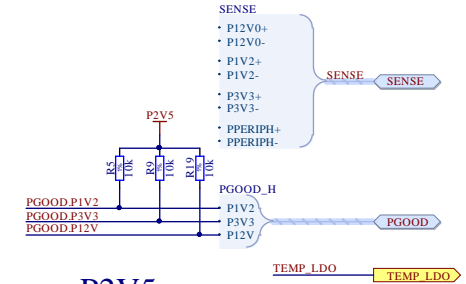 SENSE
P12V0+
P12V0-
P1V2+
P1V2-
P3V3+
P3V3-
PPERIPH+
PPERIPH-
SENSE
SENSE
P2V5
R5
%
10k
R9
%
10k
R19
%
10k
PGOOD.P1V2
PGOOD.P3V3
PGOOD.P12V
PGOOD_H
P1V2
P3V3
P12V
PGOOD
TEMP_LDO
TEMP_LDO
P2V5